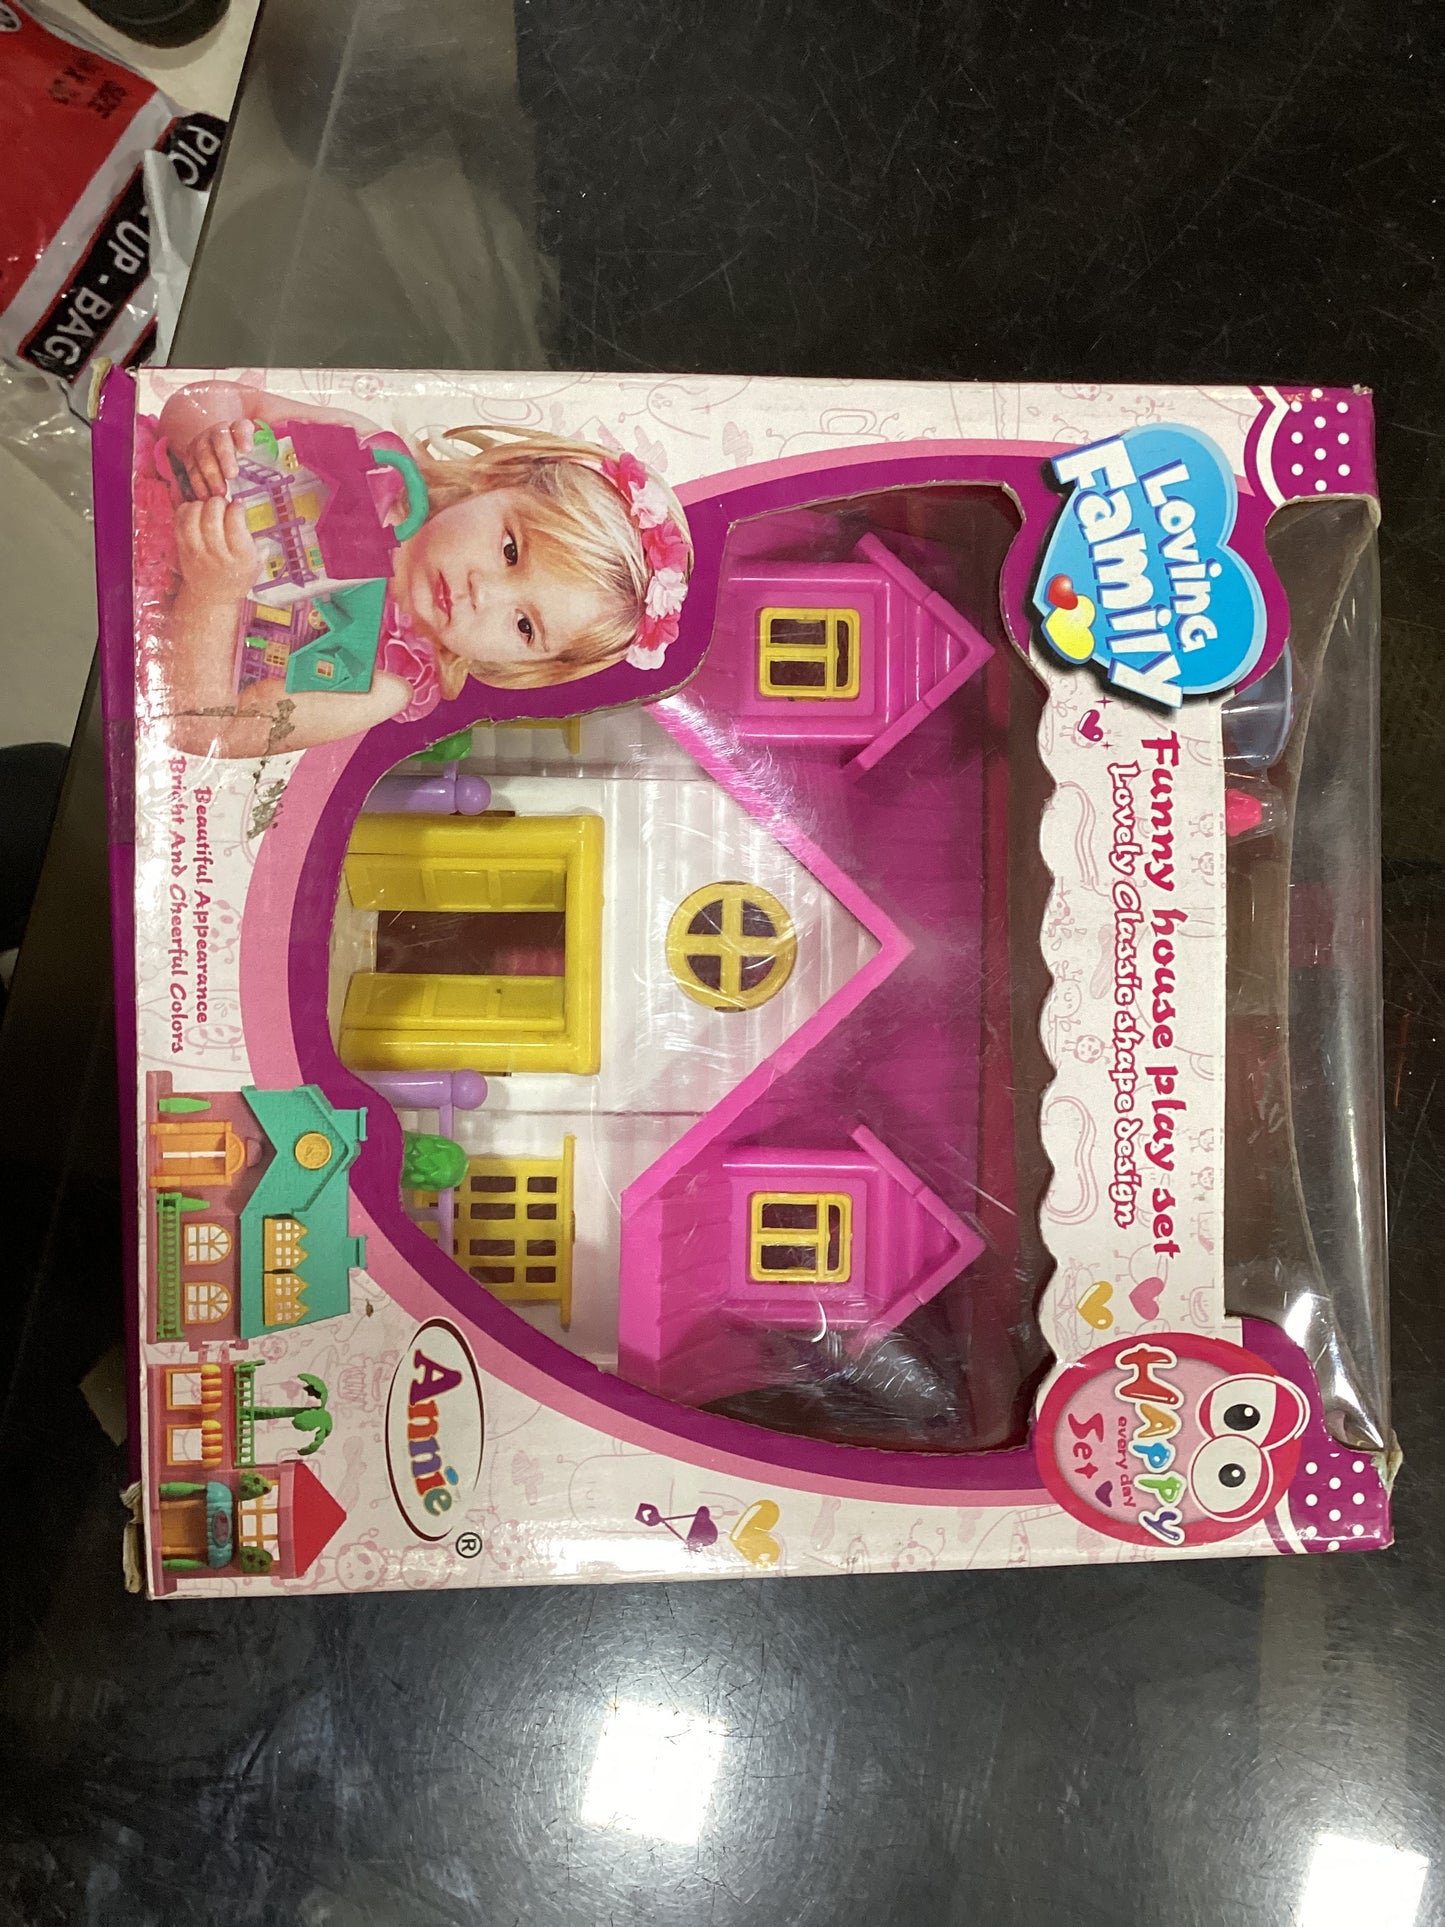 Loving
Family
Funny house play set
Lovely Classic shape design
HAPPY
every day
Set
Annie
®
Beautiful Appearance
Bright And Cheerful Colors
PICK-UP-BAG
SIZE